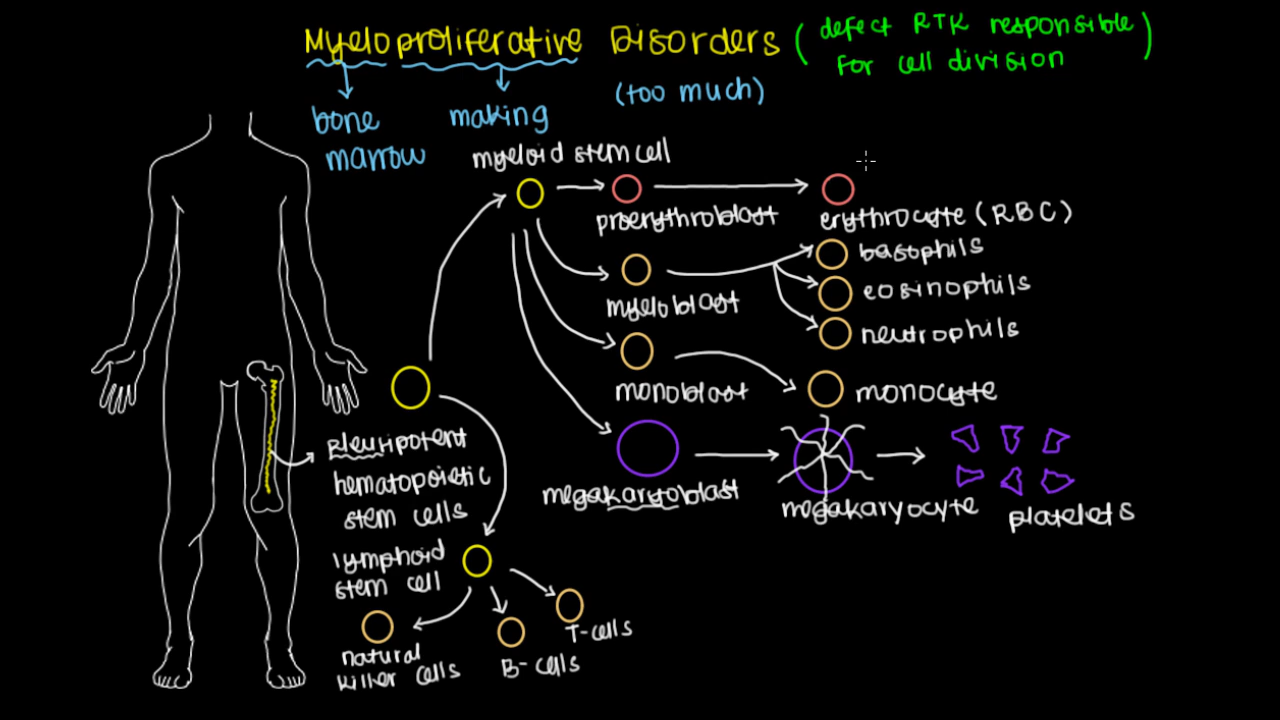 Myeloproliferative Disorders (defect RTK responsible
for cell division)
(too much)
bone
marrow
making
myeloid stem cell
proerythroblast
erythrocyte (RBC)
basophils
myeloblast
eosinophils
neutrophils
monoblast
monocyte
Pleuripotent
hematopoietic
stem cells
megakaryoblast
megakaryocyte
platelets
lymphoid
stem cell
natural
killer cells
B-cells
T-cells